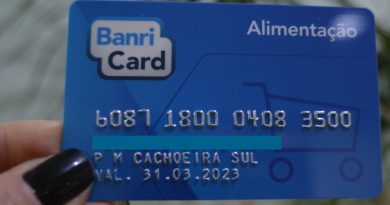 Banri
Card
Alimentação
6087 1800 0408 3500
P M CACHOEIRA SUL
VAL. 31.03.2023